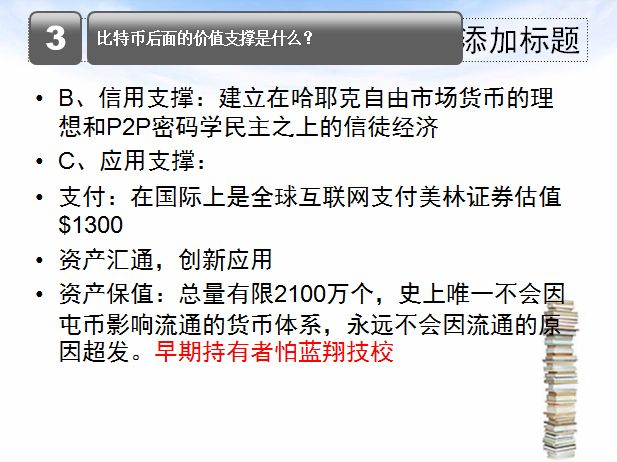 3
比特币后面的价值支撑是什么？
添加标题
• B、信用支撑：建立在哈耶克自由市场货币的理
想和P2P密码学民主之上的信徒经济
• C、应用支撑：
• 支付：在国际上是全球互联网支付美林证券估值
$1300
• 资产汇通，创新应用
• 资产保值：总量有限2100万个，史上唯一不会因
屯币影响流通的货币体系，永远不会因流通的原
因超发。早期持有者怕蓝翔技校